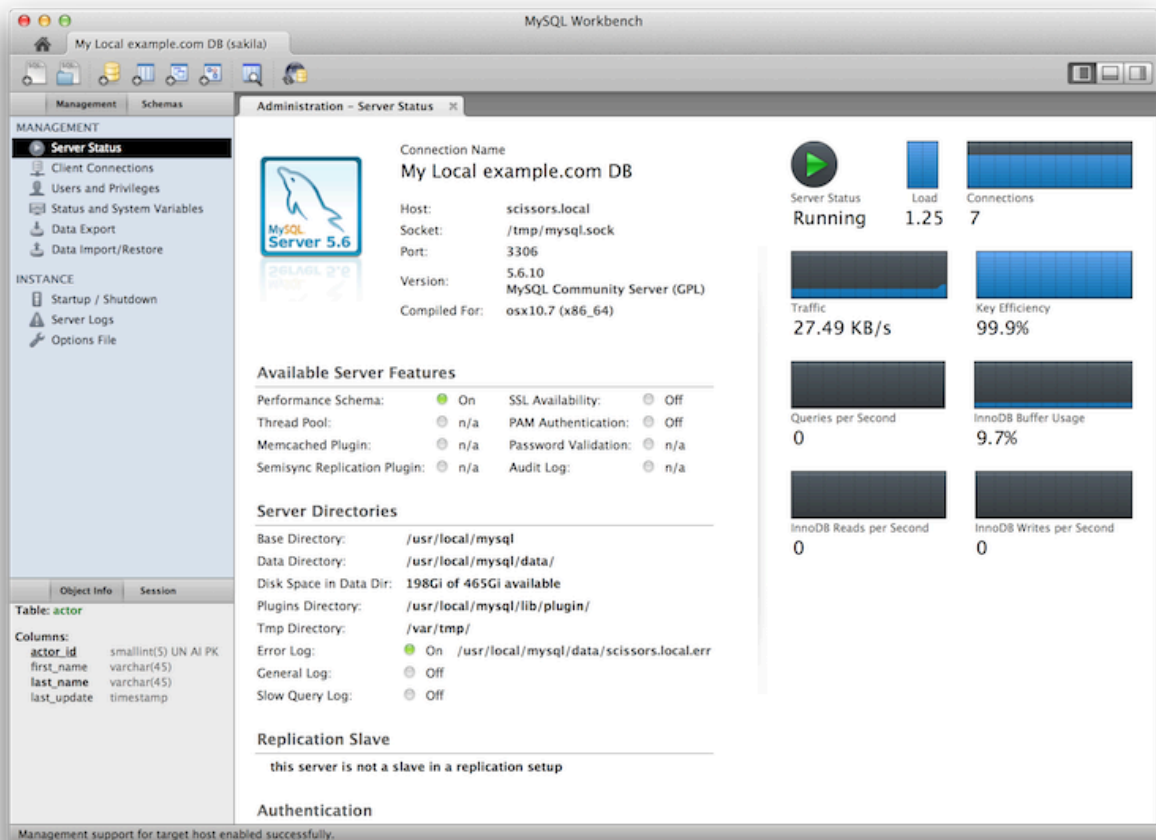 MySQL Workbench
My Local example.com DB (sakila)
Management Schemas
MANAGEMENT
Server Status
Client Connections
Users and Privileges
Status and System Variables
Data Export
Data Import/Restore
INSTANCE
Startup / Shutdown
Server Logs
Options File
Object Info Session
Table: actor
Columns:
actor_id smallint(5) UN AI PK
first_name varchar(45)
last_name varchar(45)
last_update timestamp
Administration - Server Status
MySQL
Server 5.6
Connection Name
My Local example.com DB
Host: scissors.local
Socket: /tmp/mysql.sock
Port: 3306
Version: 5.6.10
MySQL Community Server (GPL)
Compiled For: osx10.7 (x86_64)
Available Server Features
Performance Schema: On SSL Availability: Off
Thread Pool: n/a PAM Authentication: Off
Memcached Plugin: n/a Password Validation: n/a
Semisync Replication Plugin: n/a Audit Log: n/a
Server Directories
Base Directory: /usr/local/mysql
Data Directory: /usr/local/mysql/data/
Disk Space in Data Dir: 198Gi of 465Gi available
Plugins Directory: /usr/local/mysql/lib/plugin/
Tmp Directory: /var/tmp/
Error Log: On /usr/local/mysql/data/scissors.local.err
General Log: Off
Slow Query Log: Off
Replication Slave
this server is not a slave in a replication setup
Authentication
Server Status Load Connections
Running 1.25 7
Traffic Key Efficiency
27.49 KB/s 99.9%
Queries per Second InnoDB Buffer Usage
0 9.7%
InnoDB Reads per Second InnoDB Writes per Second
0 0
Management support for target host enabled successfully.